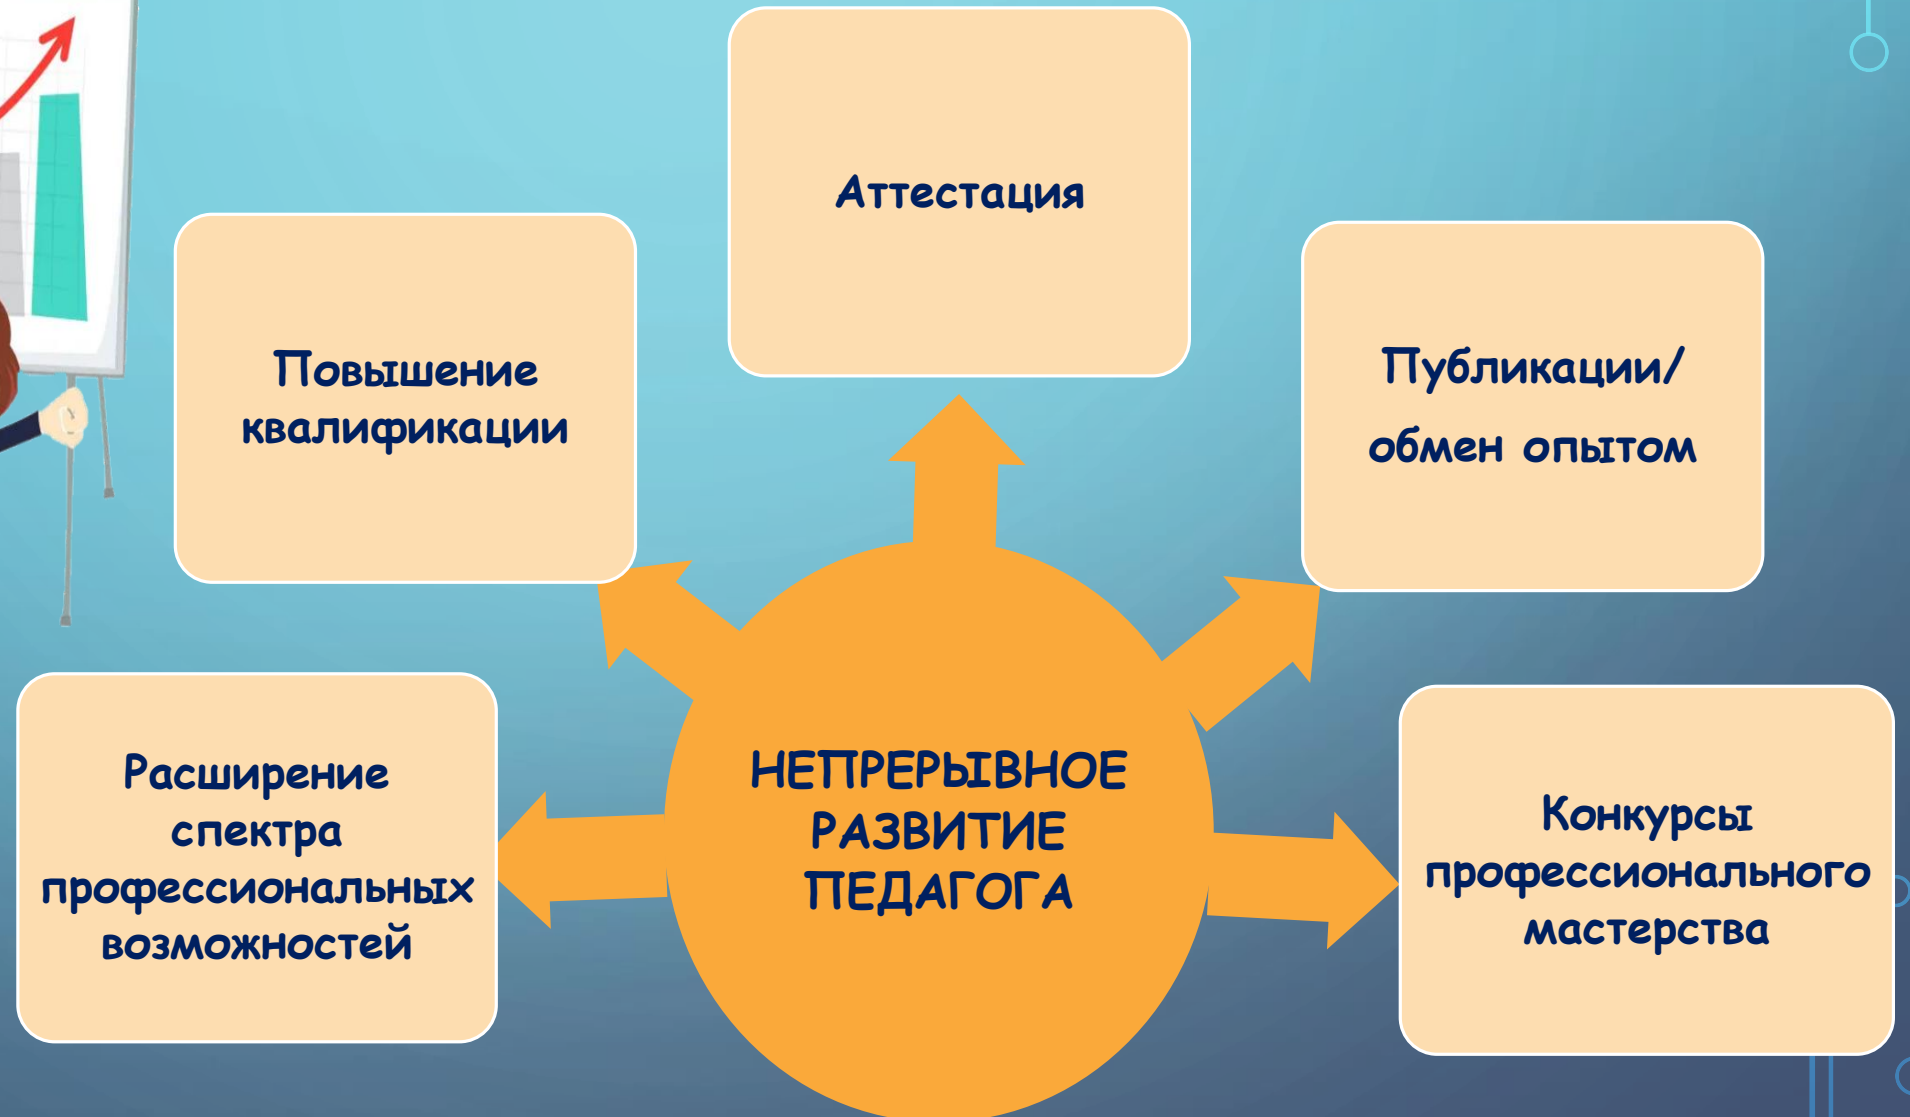 Аттестация
Повышение
квалификации
Публикации/
обмен опытом
Расширение
спектра
профессиональных
возможностей
НЕПРЕРЫВНОЕ
РАЗВИТИЕ
ПЕДАГОГА
Конкурсы
профессионального
мастерства